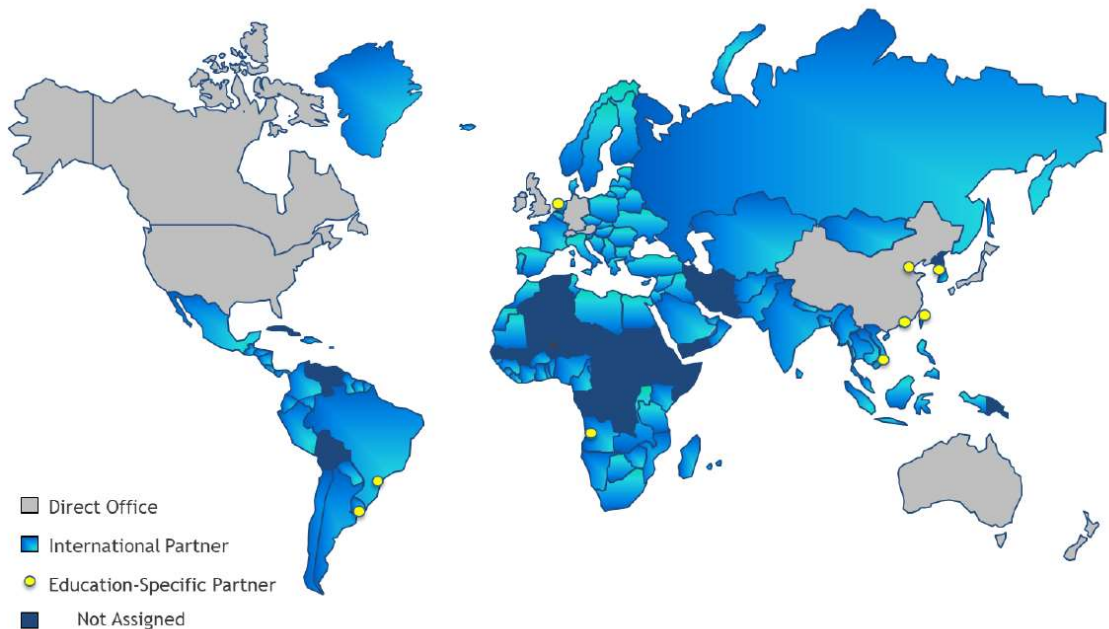 Direct Office
International Partner
Education-Specific Partner
Not Assigned